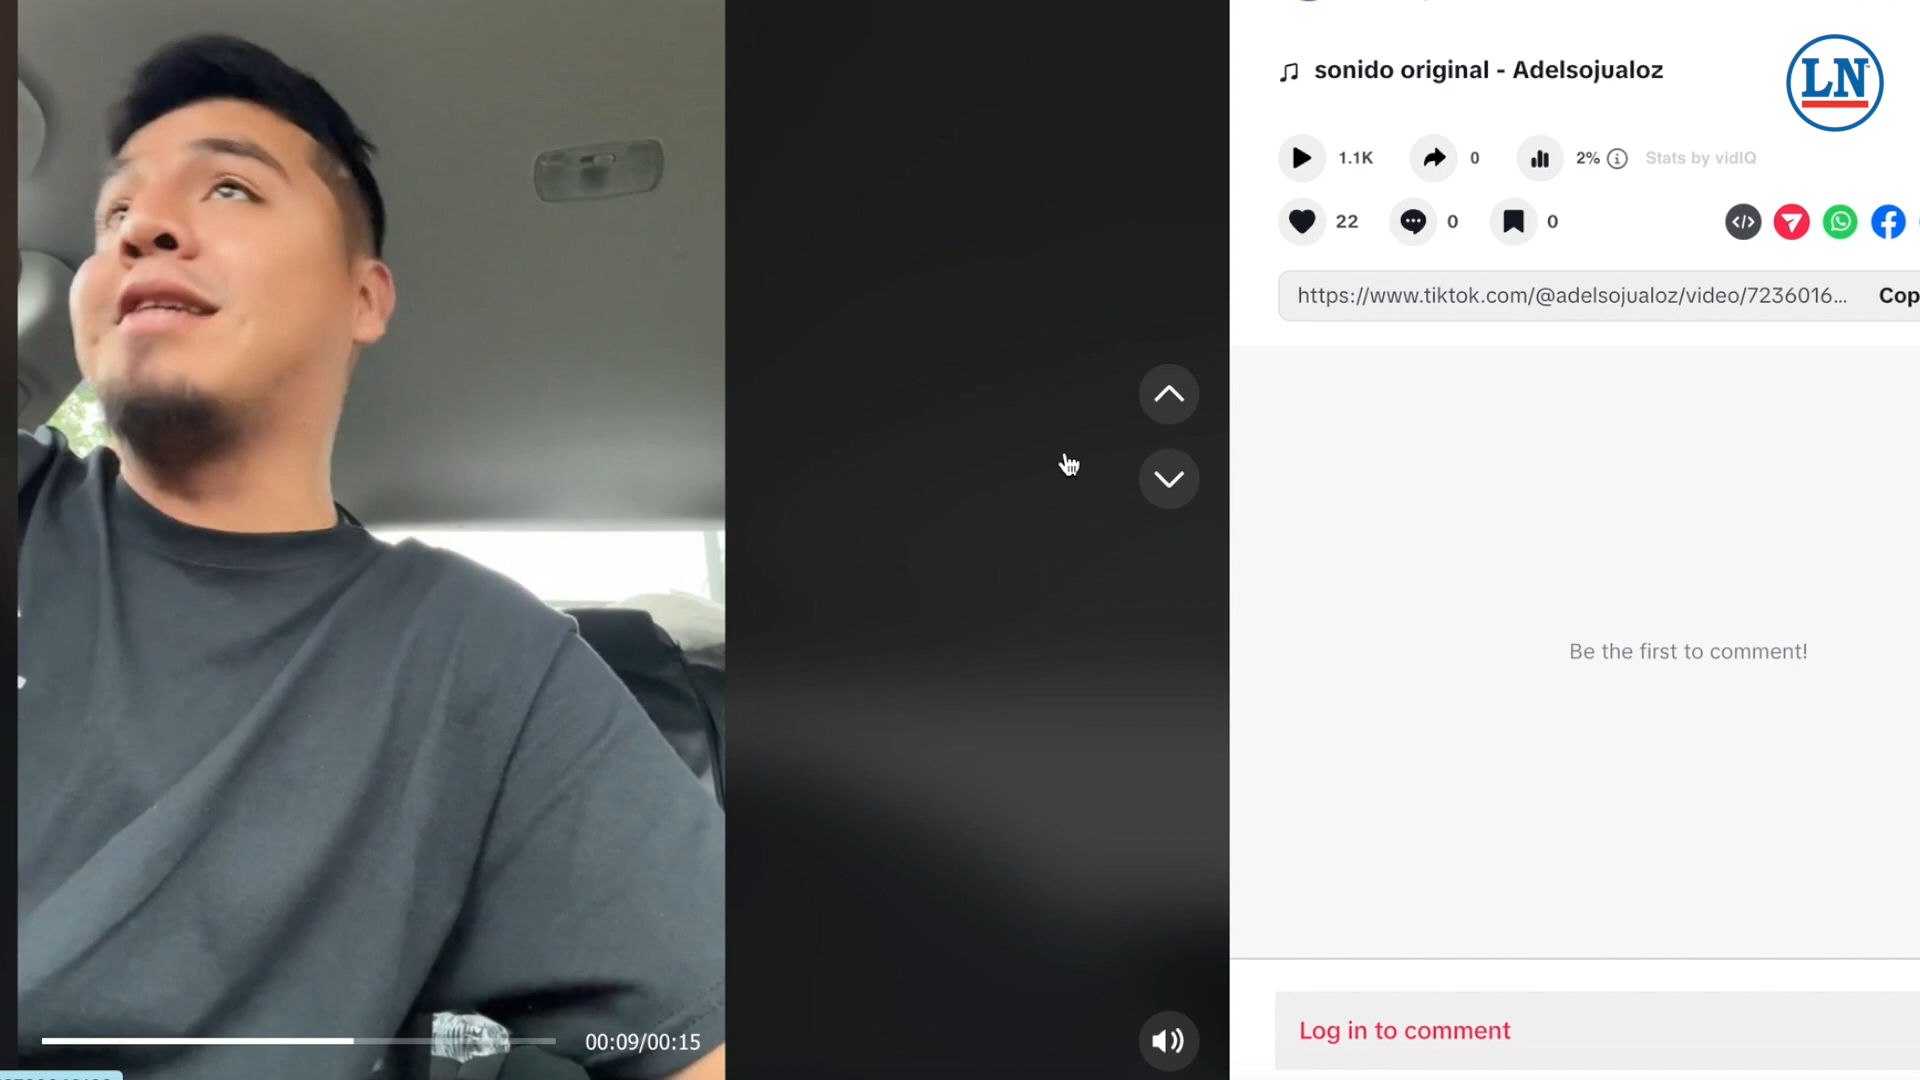 sonido original - Adelsojualoz
LN
1.1K
0
2%
Stats by vidIQ
22
0
0
https://www.tiktok.com/@adelsojualoz/video/7236016...
Cop
Be the first to comment!
00:09/00:15
Log in to comment